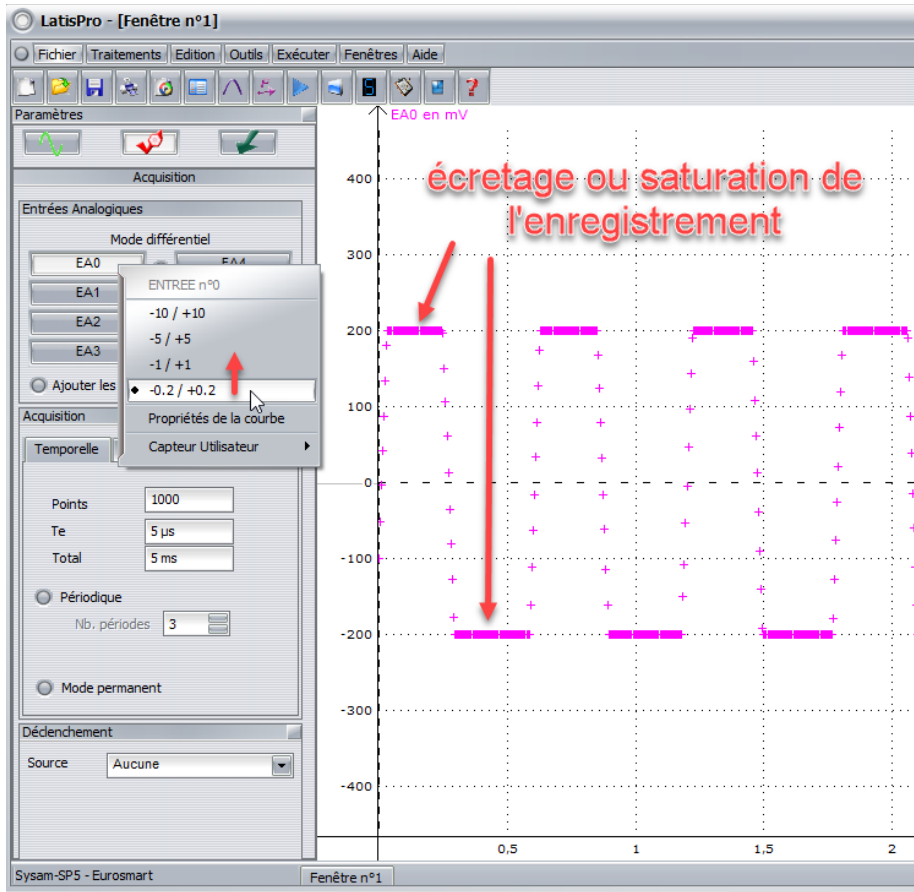 LatisPro - [Fenêtre n°1]
Fichier Traitements Edition Outils Exécuter Fenêtres Aide
Paramètres
Acquisition
Entrées Analogiques
Mode différentiel
EA0
EA4
EA1
EA2
EA3
Ajouter les
ENTREE n°0
-10 / +10
-5 / +5
-1 / +1
-0.2 / +0.2
Propriétés de la courbe
Capteur Utilisateur
Acquisition
Temporelle
Points 1000
Te 5 µs
Total 5 ms
Périodique
Nb. périodes 3
Mode permanent
Déclenchement
Source Aucune
Sysam-SP5 - Eurosmart
EA0 en mV
écretage ou saturation de
l'enregistrement
400
300
200
100
0
-100
-200
-300
-400
0,5 1 1,5 2
Fenêtre n°1